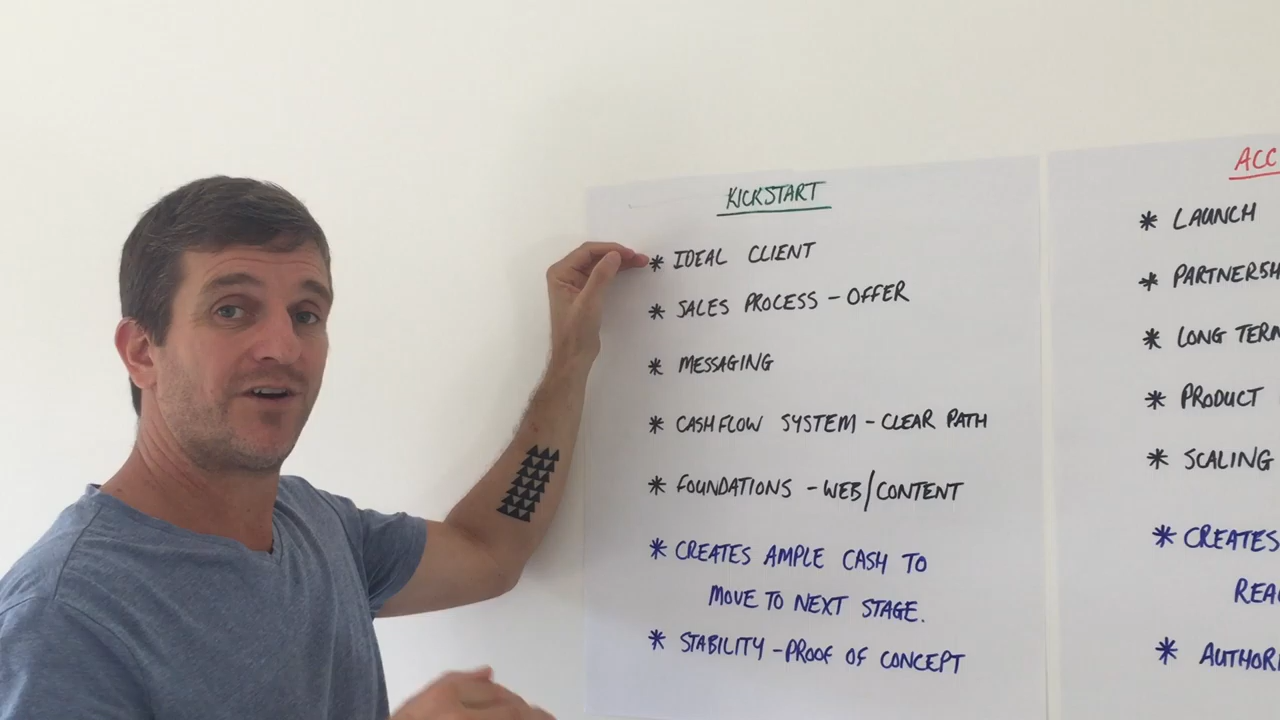 KICKSTART
* IDEAL CLIENT
* SALES PROCESS - OFFER
* MESSAGING
* CASHFLOW SYSTEM - CLEAR PATH
* FOUNDATIONS - WEB/CONTENT
* CREATES AMPLE CASH TO
MOVE TO NEXT STAGE.
* STABILITY - PROOF OF CONCEPT
ACC
* LAUNCH
* PARTNERSH
* LONG TERM
* PRODUCT
* SCALING
* CREATES
REA
* AUTHOR